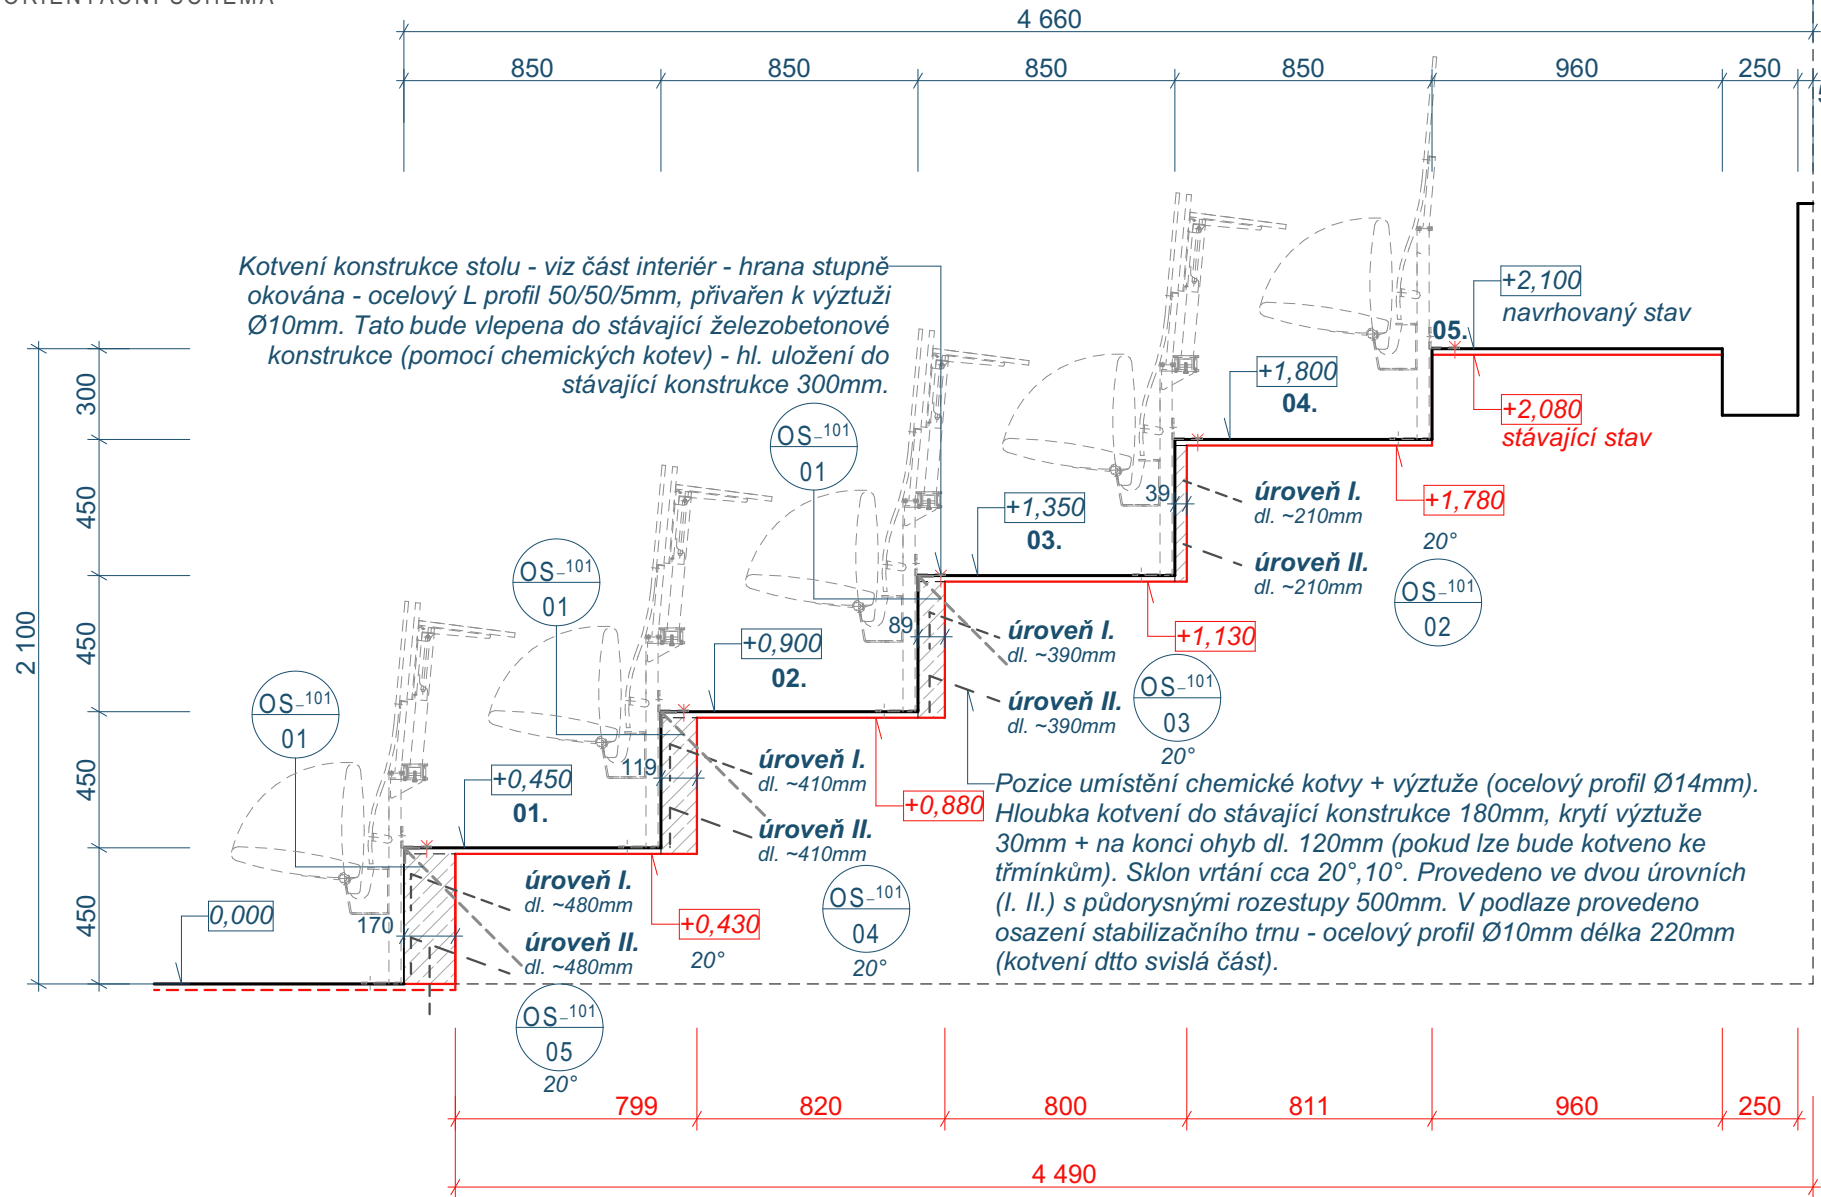 ORIENTAČNÍ SCHÉMA
4 660
850
850
850
850
960
250
Kotvení konstrukce stolu - viz část interiér - hrana stupně
okována - ocelový L profil 50/50/5mm, přivařen k výztuži
Ø10mm. Tato bude vlepena do stávající železobetonové
konstrukce (pomocí chemických kotev) - hl. uložení do
stávající konstrukce 300mm.
+2,100
navrhovaný stav
05.
+2,080
stávající stav
+1,800
04.
+1,780
300
450
450
450
450
2 100
OS-101
01
+1,350
03.
39
úroveň I.
dl. ~210mm
úroveň II.
dl. ~210mm
20°
OS-101
02
OS-101
01
+0,900
02.
89
úroveň I.
dl. ~390mm
úroveň II.
dl. ~390mm
+1,130
OS-101
03
20°
OS-101
01
+0,450
01.
119
úroveň I.
dl. ~410mm
úroveň II.
dl. ~410mm
+0,880
Pozice umístění chemické kotvy + výztuže (ocelový profil Ø14mm).
Hloubka kotvení do stávající konstrukce 180mm, krytí výztuže
30mm + na konci ohyb dl. 120mm (pokud lze bude kotveno ke
třmínkům). Sklon vrtání cca 20°,10°. Provedeno ve dvou úrovních
(I. II.) s půdorysnými rozestupy 500mm. V podlaze provedeno
osazení stabilizačního trnu - ocelový profil Ø10mm délka 220mm
(kotvení dtto svislá část).
0,000
170
úroveň I.
dl. ~480mm
úroveň II.
dl. ~480mm
+0,430
20°
OS-101
04
20°
OS-101
05
20°
799
820
800
811
960
250
4 490